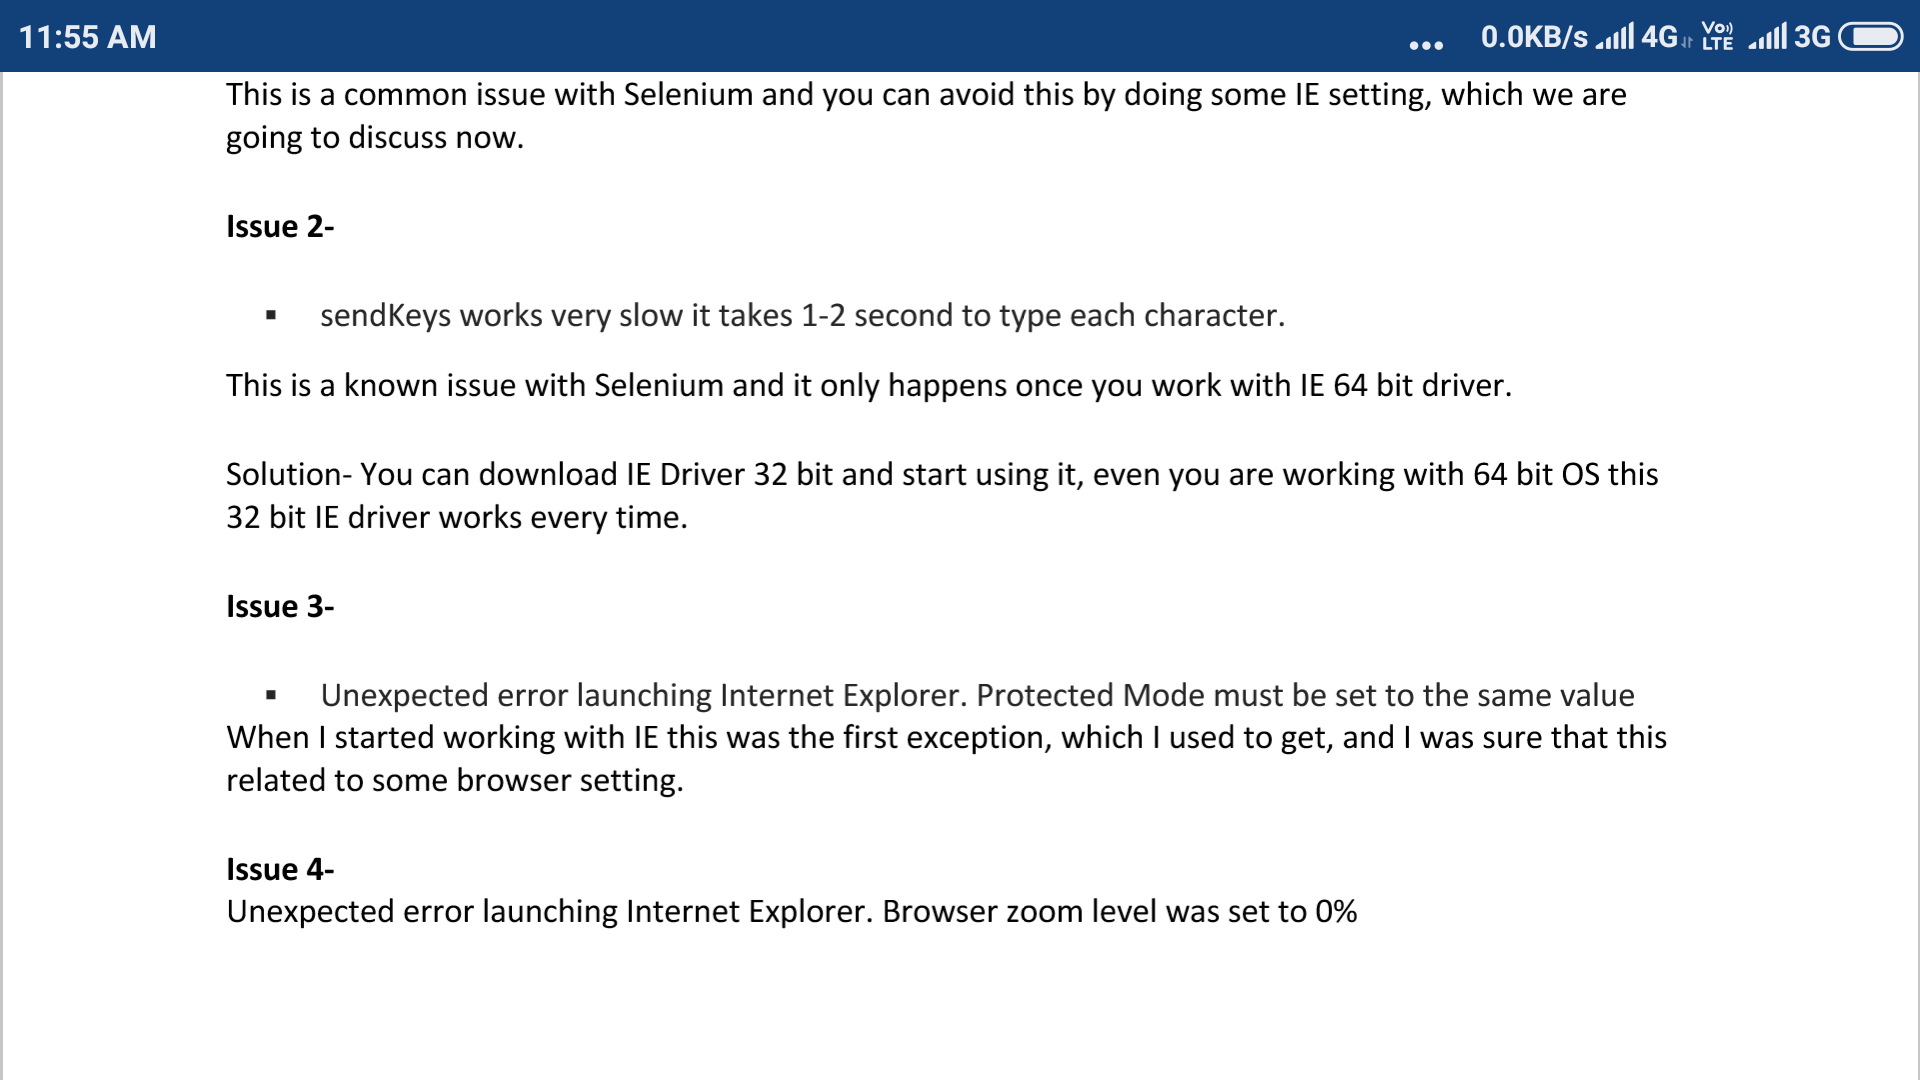 11:55 AM
... 0.0KB/s 4G VoLTE 3G
This is a common issue with Selenium and you can avoid this by doing some IE setting, which we are
going to discuss now.
Issue 2-
▪ sendKeys works very slow it takes 1-2 second to type each character.
This is a known issue with Selenium and it only happens once you work with IE 64 bit driver.
Solution- You can download IE Driver 32 bit and start using it, even you are working with 64 bit OS this
32 bit IE driver works every time.
Issue 3-
▪ Unexpected error launching Internet Explorer. Protected Mode must be set to the same value
When I started working with IE this was the first exception, which I used to get, and I was sure that this
related to some browser setting.
Issue 4-
Unexpected error launching Internet Explorer. Browser zoom level was set to 0%